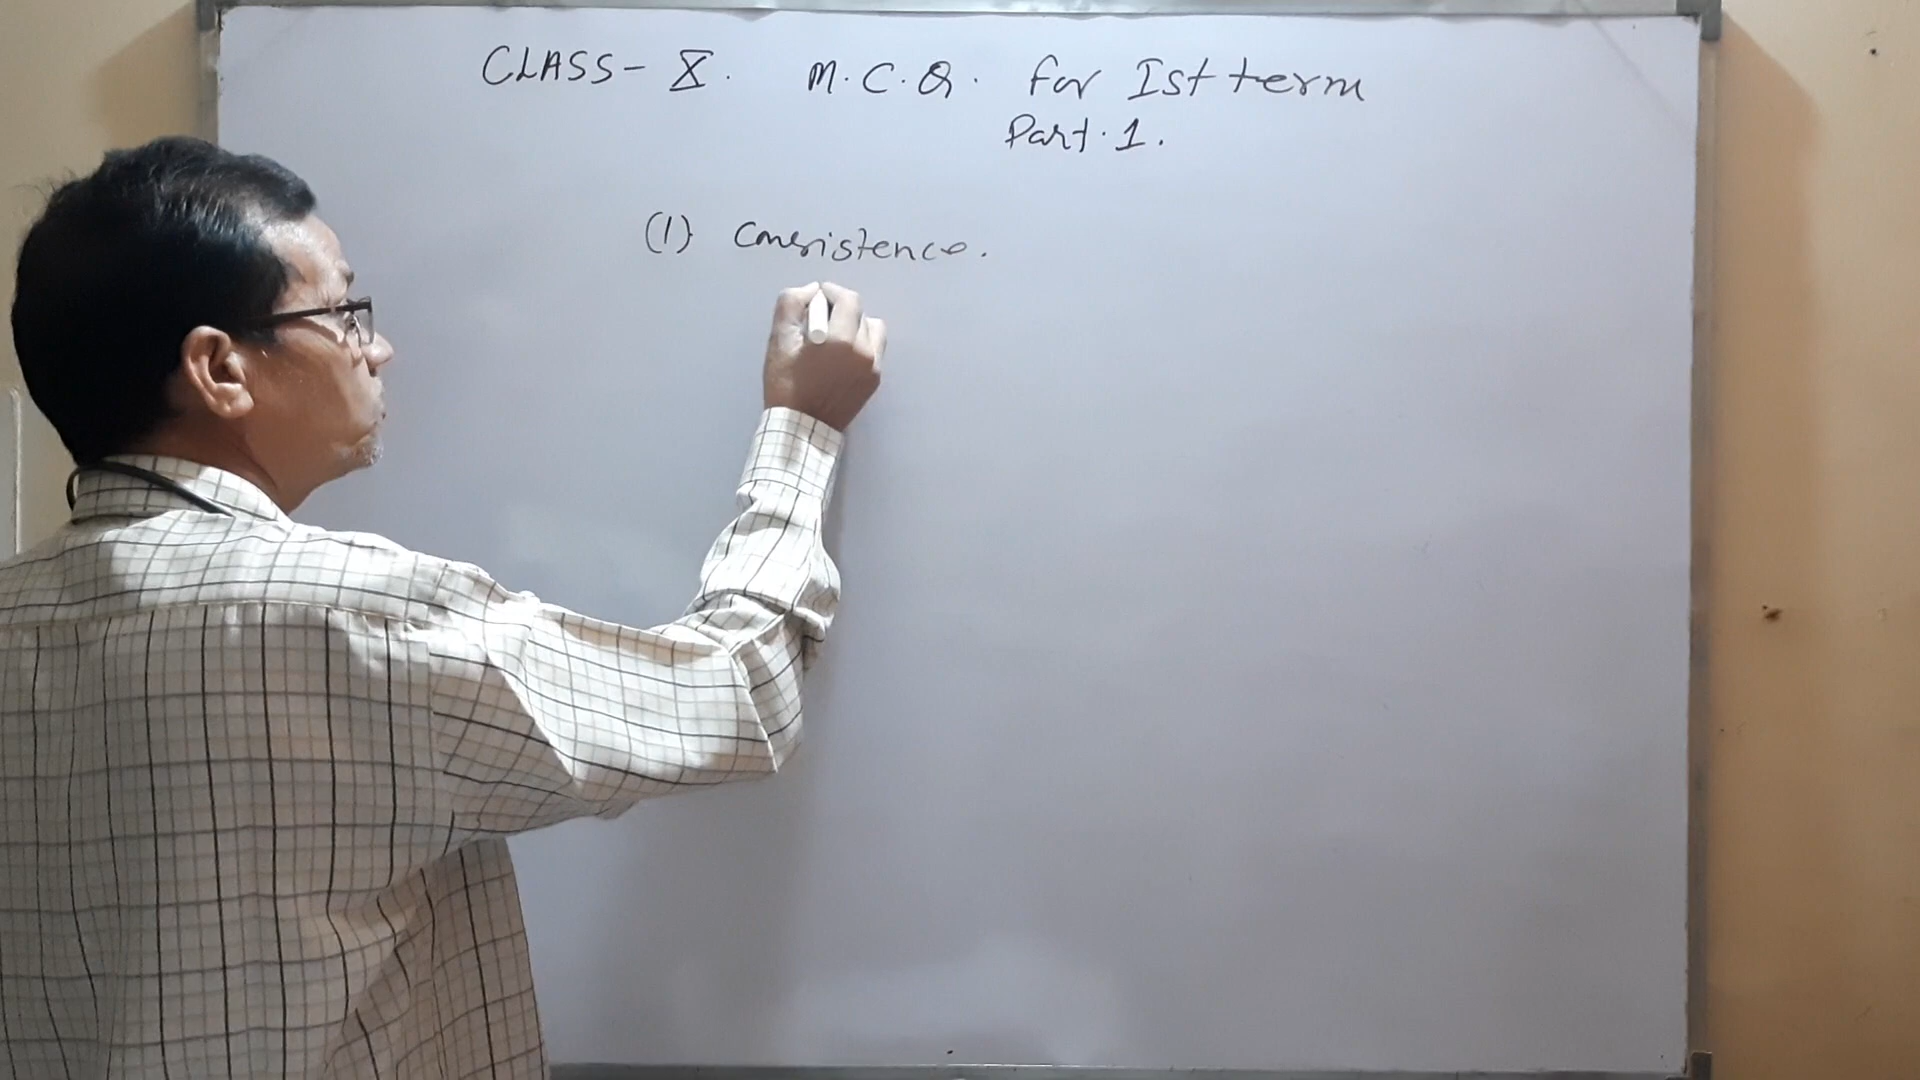 CLASS - X. M.C.Q. for Ist term
Part. 1.
(1) Consistence.